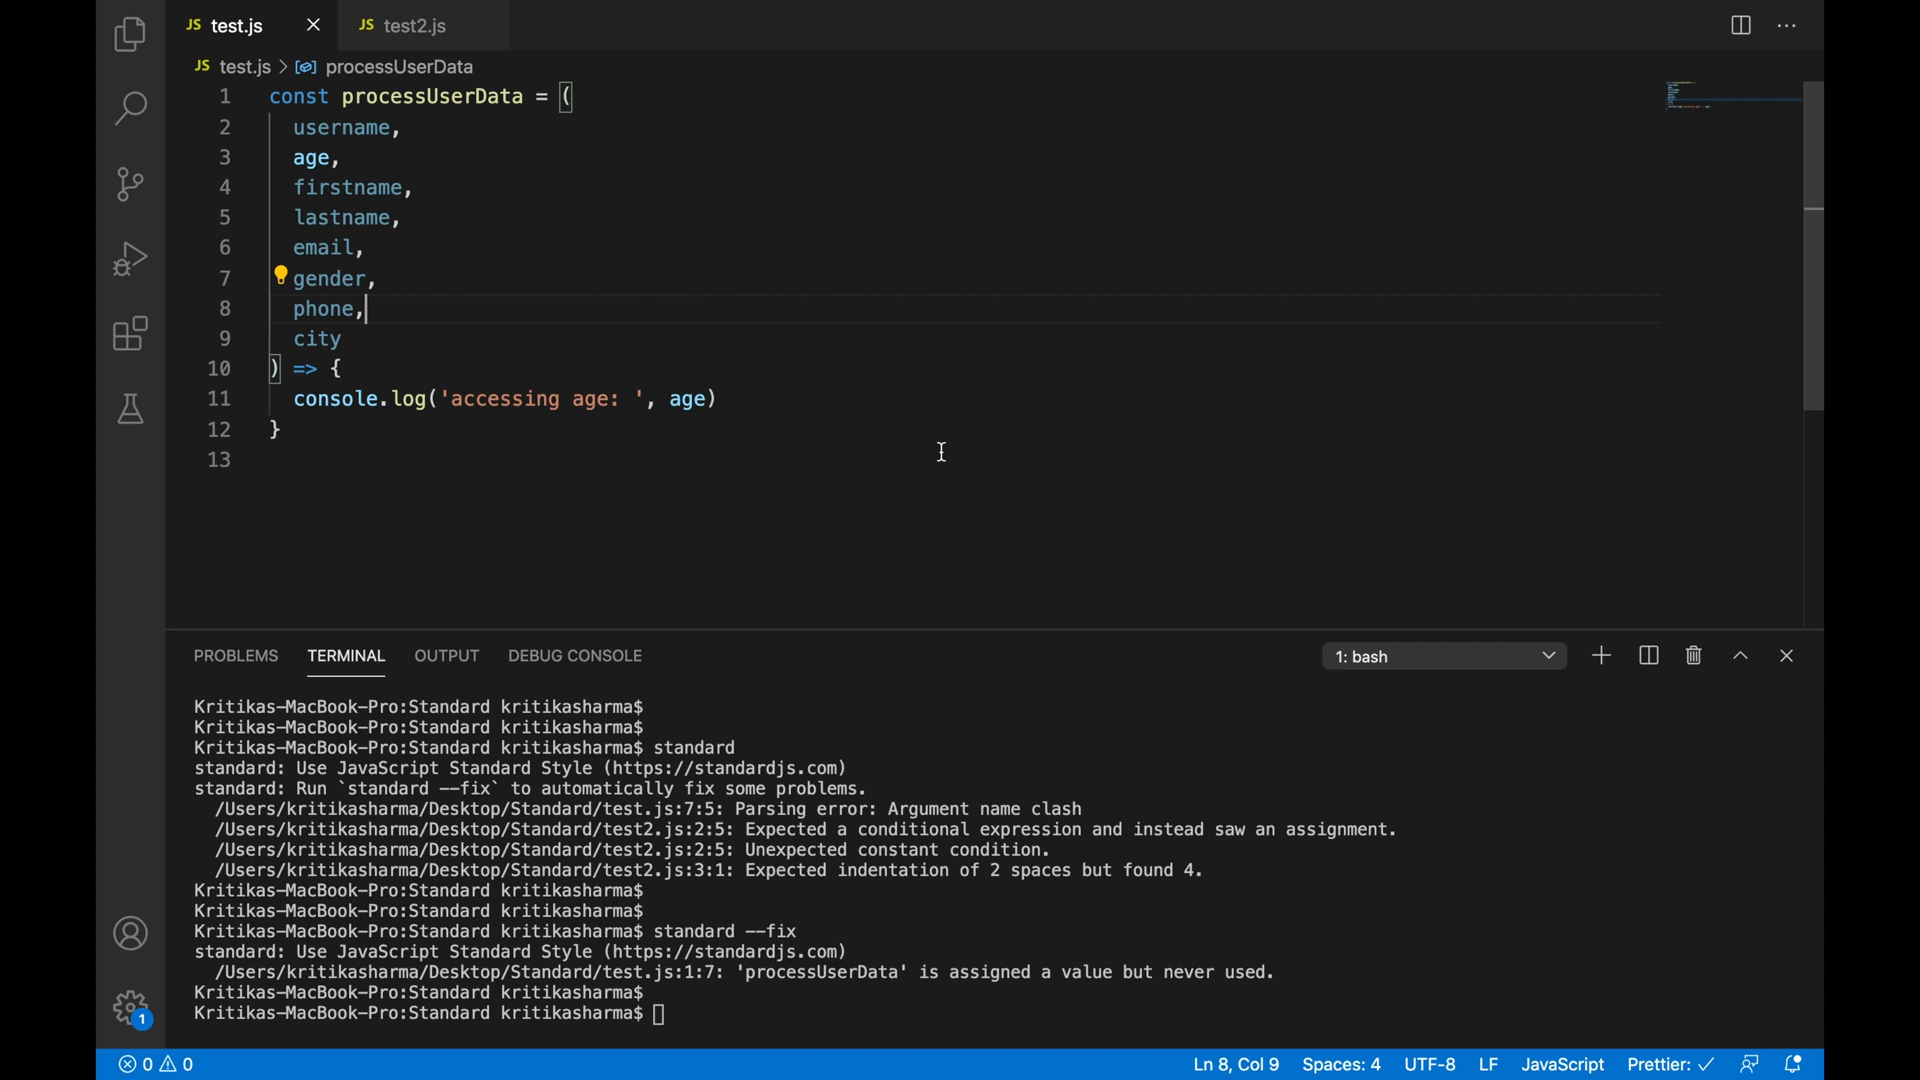 JS test.js
JS test2.js
JS test.js > processUserData
1 const processUserData = (
2 username,
3 age,
4 firstname,
5 lastname,
6 email,
7 gender,
8 phone,
9 city
10 ) => {
11 console.log('accessing age: ', age)
12 }
13
PROBLEMS TERMINAL OUTPUT DEBUG CONSOLE 1: bash
Kritikas-MacBook-Pro:Standard kritikasharma$
Kritikas-MacBook-Pro:Standard kritikasharma$
Kritikas-MacBook-Pro:Standard kritikasharma$ standard
standard: Use JavaScript Standard Style (https://standardjs.com)
standard: Run `standard --fix` to automatically fix some problems.
/Users/kritikasharma/Desktop/Standard/test.js:7:5: Parsing error: Argument name clash
/Users/kritikasharma/Desktop/Standard/test2.js:2:5: Expected a conditional expression and instead saw an assignment.
/Users/kritikasharma/Desktop/Standard/test2.js:2:5: Unexpected constant condition.
/Users/kritikasharma/Desktop/Standard/test2.js:3:1: Expected indentation of 2 spaces but found 4.
Kritikas-MacBook-Pro:Standard kritikasharma$
Kritikas-MacBook-Pro:Standard kritikasharma$
Kritikas-MacBook-Pro:Standard kritikasharma$ standard --fix
standard: Use JavaScript Standard Style (https://standardjs.com)
/Users/kritikasharma/Desktop/Standard/test.js:1:7: 'processUserData' is assigned a value but never used.
Kritikas-MacBook-Pro:Standard kritikasharma$
Kritikas-MacBook-Pro:Standard kritikasharma$
1
0 0 Ln 8, Col 9 Spaces: 4 UTF-8 LF JavaScript Prettier: ✓